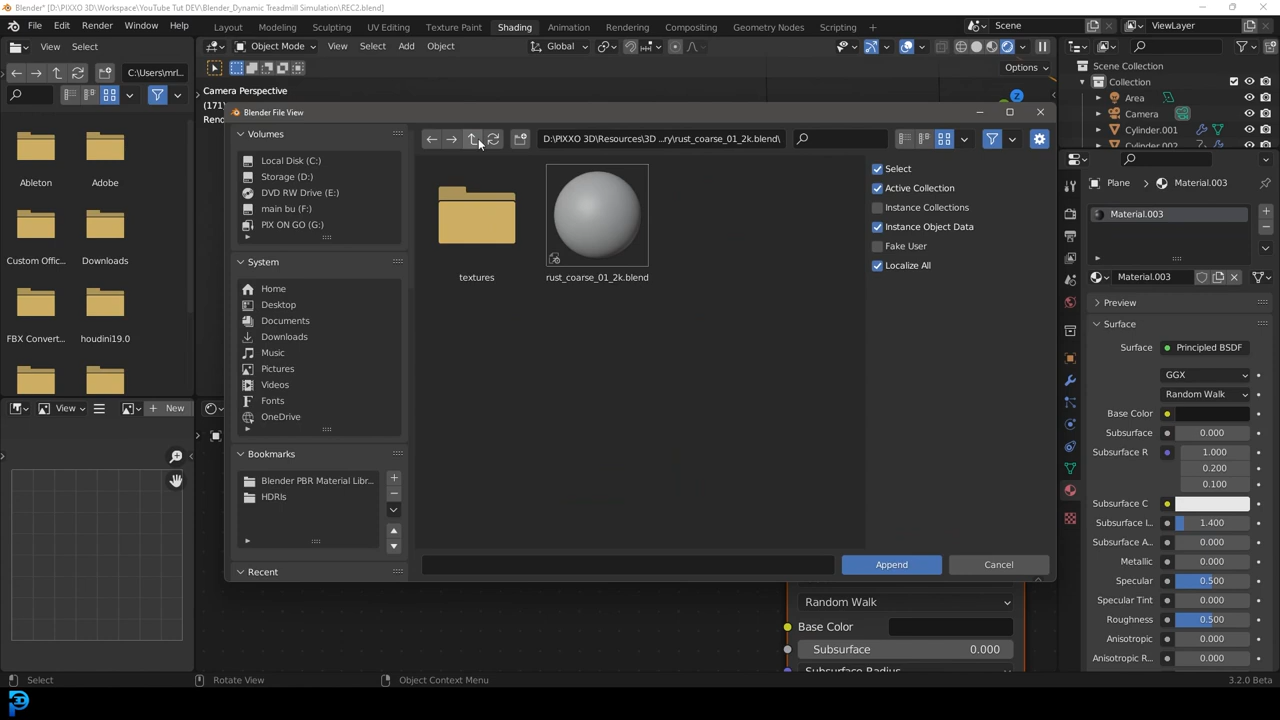 Blender* [D:\PIXXO 3D\Workspace\YouTube Tut DEV\Blender_Dynamic Treadmill Simulation\REC2.blend]
File Edit Render Window Help Layout Modeling Sculpting UV Editing Texture Paint Shading Animation Rendering Compositing Geometry Nodes Scripting Scene ViewLayer
View Select Object Mode View Select Add Object Global
C:\Users\mrl... Options
Camera Perspective
(171)
Rend
Scene Collection
Collection
Area
Camera
Cylinder.001
Cylinder.002
Blender File View
Volumes
D:\PIXXO 3D\Resources\3D ...ry\rust_coarse_01_2k.blend\
Local Disk (C:)
Storage (D:)
DVD RW Drive (E:)
main bu (F:)
PIX ON GO (G:)
System
Home
Desktop
Documents
Downloads
Music
Pictures
Videos
Fonts
OneDrive
Bookmarks
Blender PBR Material Libr...
HDRIs
Recent
textures
rust_coarse_01_2k.blend
Select
Active Collection
Instance Collections
Instance Object Data
Fake User
Localize All
Append Cancel
Ableton Adobe
Custom Offic... Downloads
FBX Convert... houdini19.0
View New
Plane Material.003
Material.003
Material.003
Preview
Surface
Surface Principled BSDF
GGX
Random Walk
Base Color
Subsurface 0.000
Subsurface R 1.000
0.200
0.100
Subsurface C
Subsurface I... 1.400
Subsurface A... 0.000
Metallic 0.000
Specular 0.500
Specular Tint 0.000
Roughness 0.500
Anisotropic 0.000
Anisotropic R... 0.000
Random Walk
Base Color
Subsurface 0.000
Subsurface Radius
Select Rotate View Object Context Menu 3.2.0 Beta